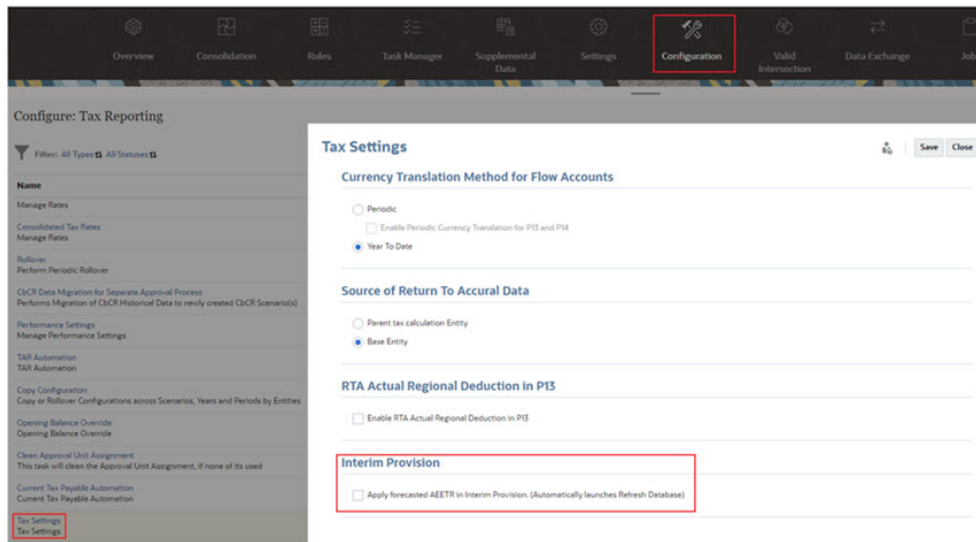 Overview
Consolidation
Rules
Task Manager
Supplemental
Data
Settings
Configuration
Valid
Intersection
Data Exchange
Job
Configure: Tax Reporting
Filter: All Types All Statuses
Name
Manage Rates
Consolidated Tax Rates
Manage Rates
Rollover
Perform Periodic Rollover
CbCR Data Migration for Separate Approval Process
Performs Migration of CbCR Historical Data to newly created CbCR Scenario(s)
Performance Settings
Manage Performance Settings
TAR Automation
TAR Automation
Copy Configuration
Copy or Rollover Configurations across Scenarios, Years and Periods by Entities
Opening Balance Override
Opening Balance Override
Clean Approval Unit Assignment
This task will clean the Approval Unit Assignment, if none of its used
Current Tax Payable Automation
Current Tax Payable Automation
Tax Settings
Tax Settings
Tax Settings
Save Close
Currency Translation Method for Flow Accounts
Periodic
Enable Periodic Currency Translation for P13 and P14
Year To Date
Source of Return To Accural Data
Parent tax calculation Entity
Base Entity
RTA Actual Regional Deduction in P13
Enable RTA Actual Regional Deduction in P13
Interim Provision
Apply forecasted AEETR in Interim Provision. (Automatically launches Refresh Database)